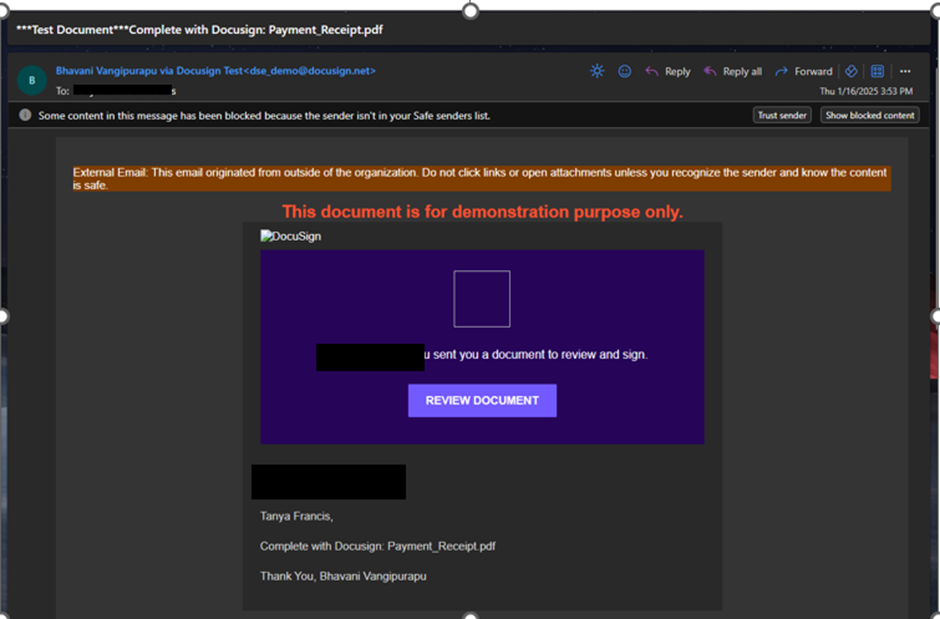 ***Test Document***Complete with Docusign: Payment_Receipt.pdf
B
Bhavani Vangipurapu via Docusign Test<dse_demo@docusign.net>
Reply
Reply all
Forward
To: s
Thu 1/16/2025 3:53 PM
Some content in this message has been blocked because the sender isn't in your Safe senders list.
Trust sender
Show blocked content
External Email: This email originated from outside of the organization. Do not click links or open attachments unless you recognize the sender and know the content
is safe.
This document is for demonstration purpose only.
DocuSign
u sent you a document to review and sign.
REVIEW DOCUMENT
Tanya Francis,
Complete with Docusign: Payment_Receipt.pdf
Thank You, Bhavani Vangipurapu